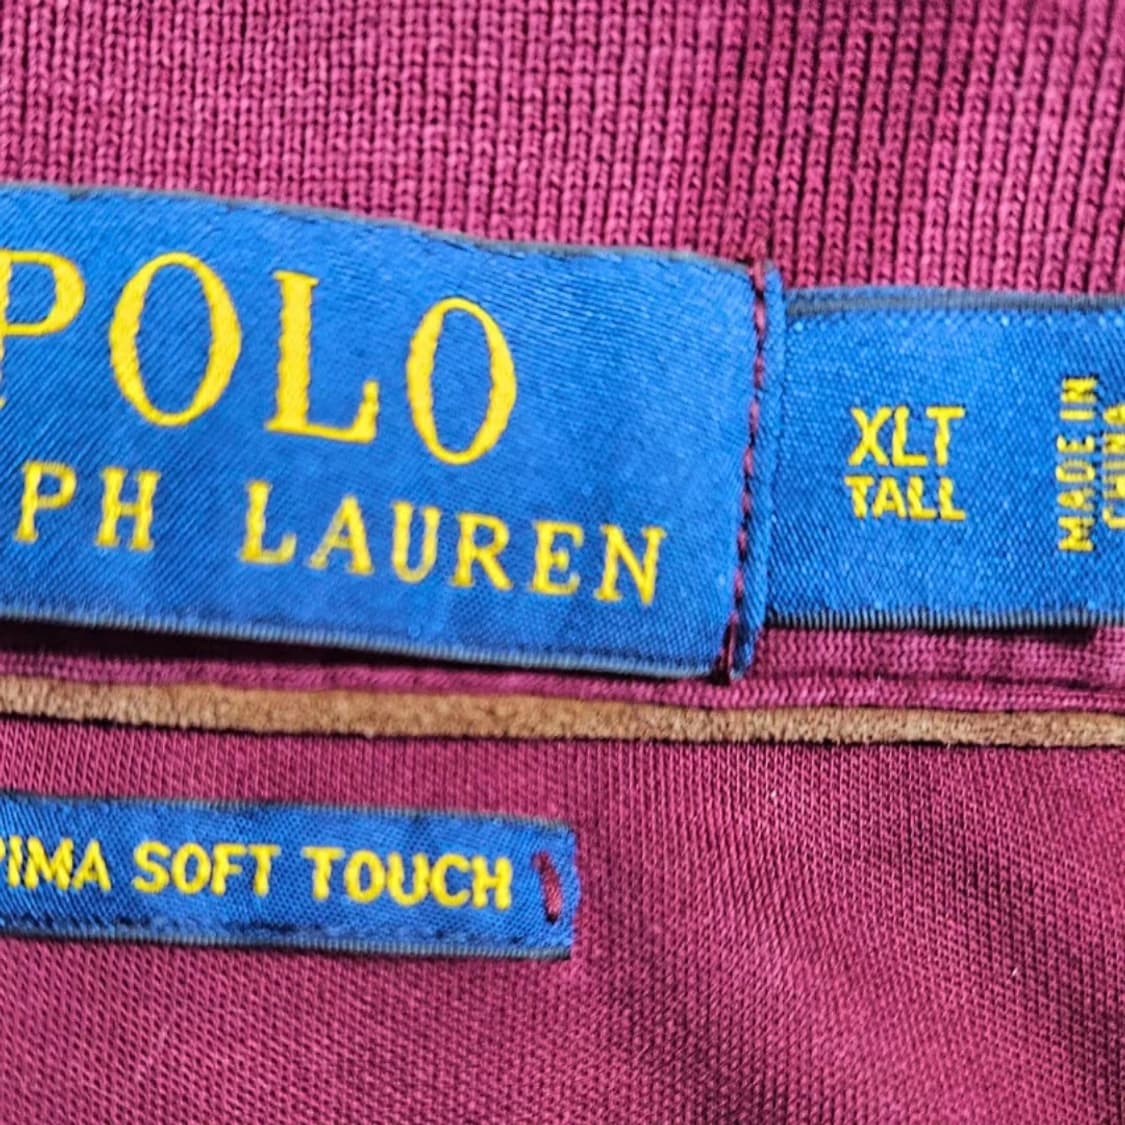 POLO
PH LAUREN
XLT
TALL
MADE IN
CHINA
PIMA SOFT TOUCH